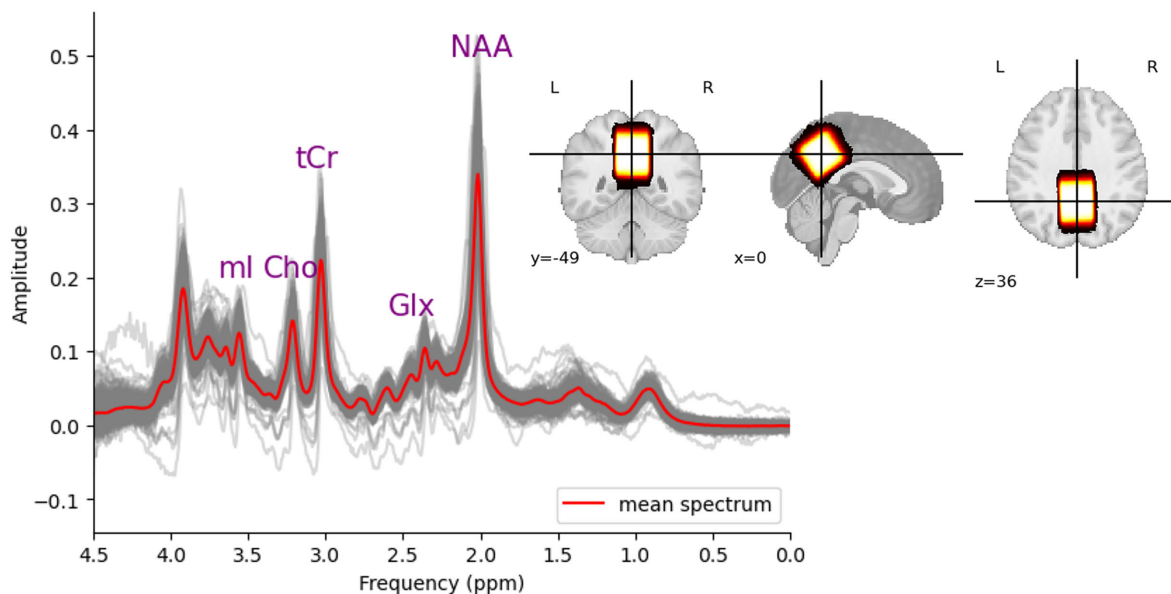 0.5
0.4
0.3
0.2
0.1
0.0
−0.1
Amplitude
4.5 4.0 3.5 3.0 2.5 2.0 1.5 1.0 0.5 0.0
Frequency (ppm)
NAA
tCr
mI Cho
Glx
mean spectrum
L R
y=-49
x=0
L R
z=36